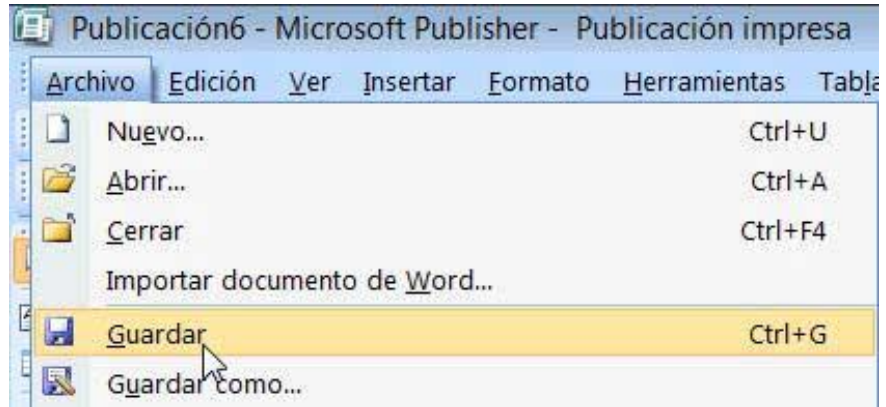 Publicación6 - Microsoft Publisher - Publicación impresa
Archivo Edición Ver Insertar Formato Herramientas Tabla
Nuevo... Ctrl+U
Abrir... Ctrl+A
Cerrar Ctrl+F4
Importar documento de Word...
Guardar Ctrl+G
Guardar como...